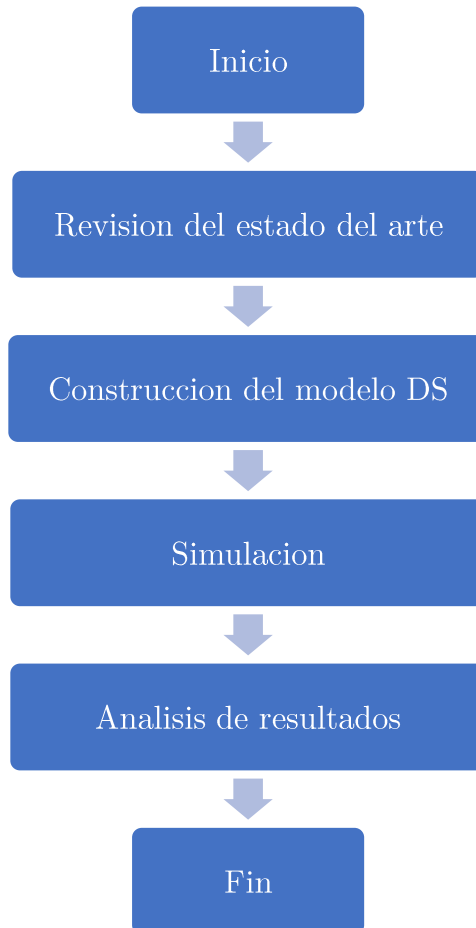 Inicio
Revision del estado del arte
Construccion del modelo DS
Simulacion
Analisis de resultados
Fin